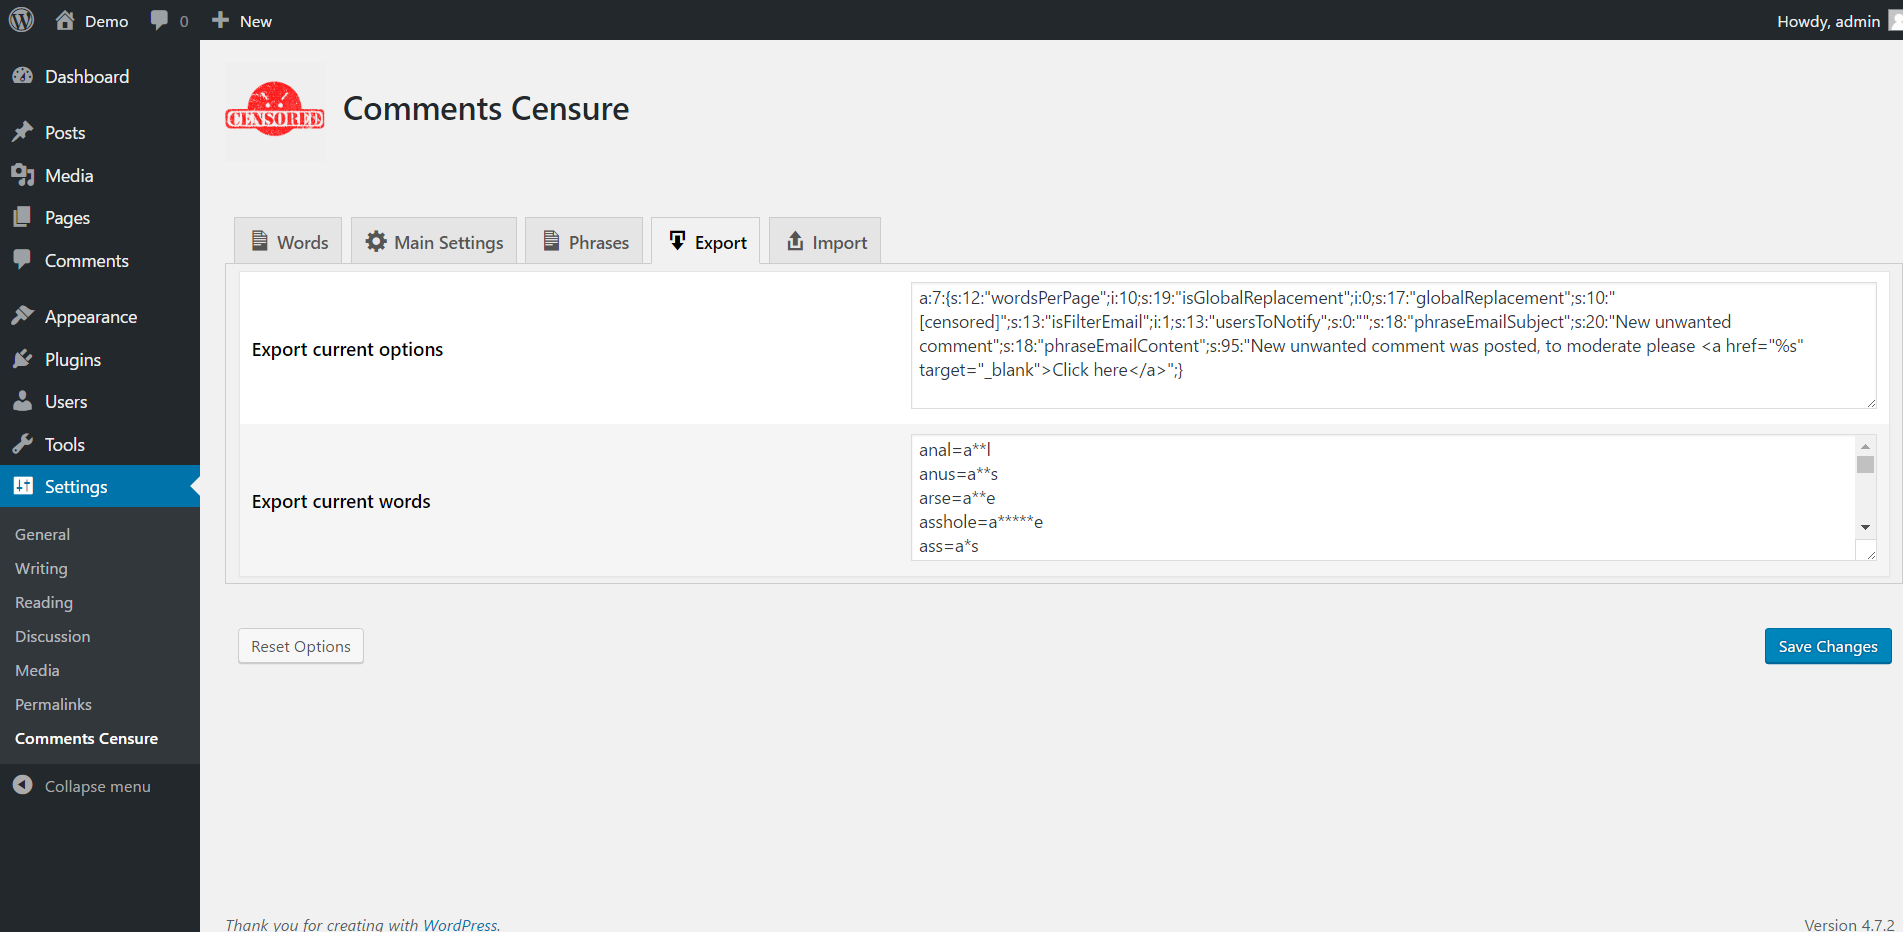 Demo
0
New
Howdy, admin
Dashboard
Posts
Media
Pages
Comments
Appearance
Plugins
Users
Tools
Settings
General
Writing
Reading
Discussion
Media
Permalinks
Comments Censure
Collapse menu
CENSORED
Comments Censure
Words
Main Settings
Phrases
Export
Import
Export current options
a:7:{s:12:"wordsPerPage";i:10;s:19:"isGlobalReplacement";i:0;s:17:"globalReplacement";s:10:"
[censored]";s:13:"isFilterEmail";i:1;s:13:"usersToNotify";s:0:"";s:18:"phraseEmailSubject";s:20:"New unwanted
comment";s:18:"phraseEmailContent";s:95:"New unwanted comment was posted, to moderate please <a href="%s"
target="_blank">Click here</a>";}
Export current words
anal=a**l
anus=a**s
arse=a**e
asshole=a*****e
ass=a*s
Reset Options
Save Changes
Thank you for creating with WordPress.
Version 4.7.2